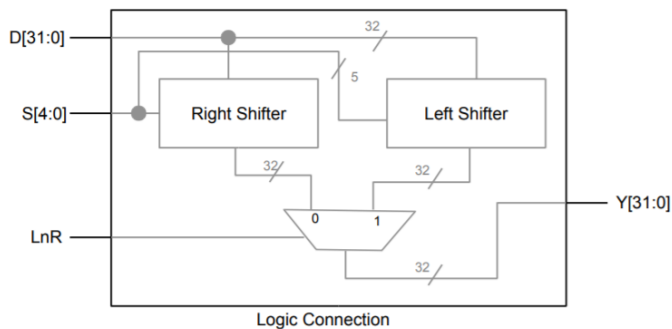 D[31:0]
32
5
S[4:0]
Right Shifter
Left Shifter
32
32
Y[31:0]
0
1
LnR
32
Logic Connection